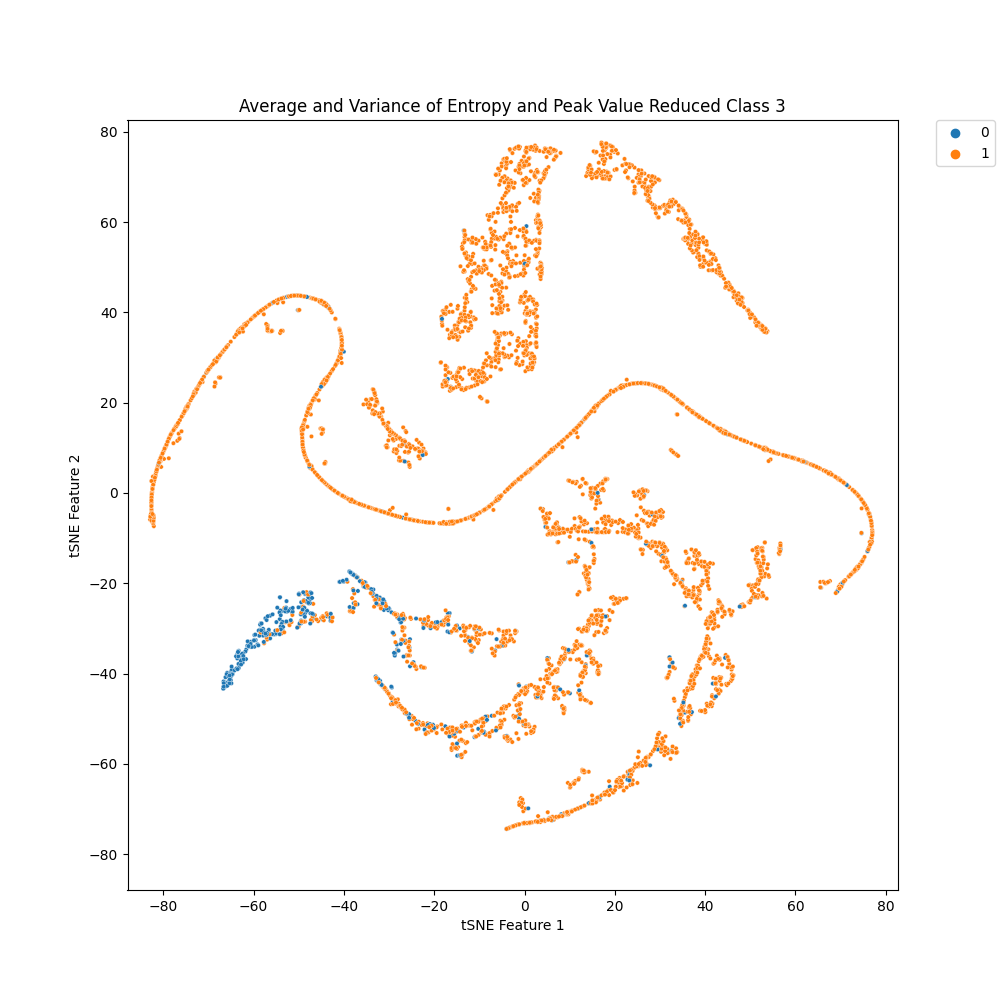 Average and Variance of Entropy and Peak Value Reduced Class 3
0
1
80
60
40
20
0
−20
−40
−60
−80
tSNE Feature 2
−80 −60 −40 −20 0 20 40 60 80
tSNE Feature 1